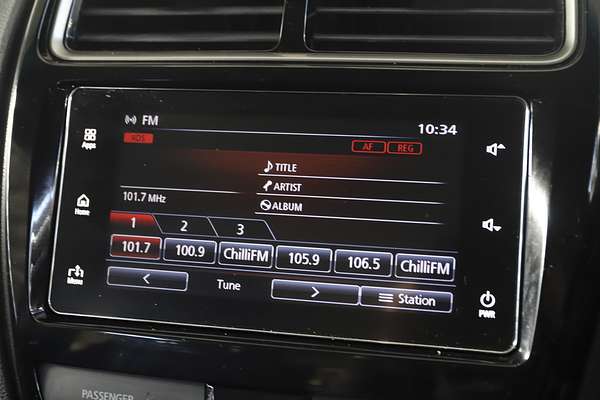 FM
10:34
RDS
AF REG
Apps
TITLE
ARTIST
Home
101.7 MHz
ALBUM
1 2 3
101.7 100.9 ChilliFM 105.9 106.5 ChilliFM
Menu
< Tune > Station
PWR
PASSENGER